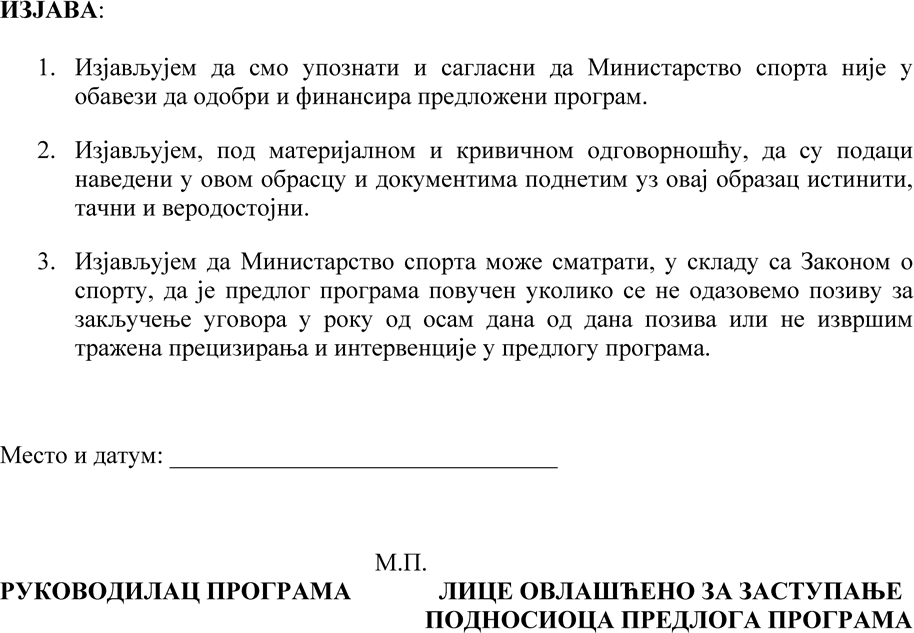 ИЗЈАВА:
1. Изјављујем да смо упознати и сагласни да Министарство спорта није у
обавези да одобри и финансира предложени програм.
2. Изјављујем, под материјалном и кривичном одговорношћу, да су подаци
наведени у овом обрасцу и документима поднетим уз овај образац истинити,
тачни и веродостојни.
3. Изјављујем да Министарство спорта може сматрати, у складу са Законом о
спорту, да је предлог програма повучен уколико се не одазовемо позиву за
закључење уговора у року од осам дана од дана позива или не извршим
тражена прецизирања и интервенције у предлогу програма.
Место и датум: _______________________________
М.П.
РУКОВОДИЛАЦ ПРОГРАМА ЛИЦЕ ОВЛАШЋЕНО ЗА ЗАСТУПАЊЕ
ПОДНОСИОЦА ПРЕДЛОГА ПРОГРАМА